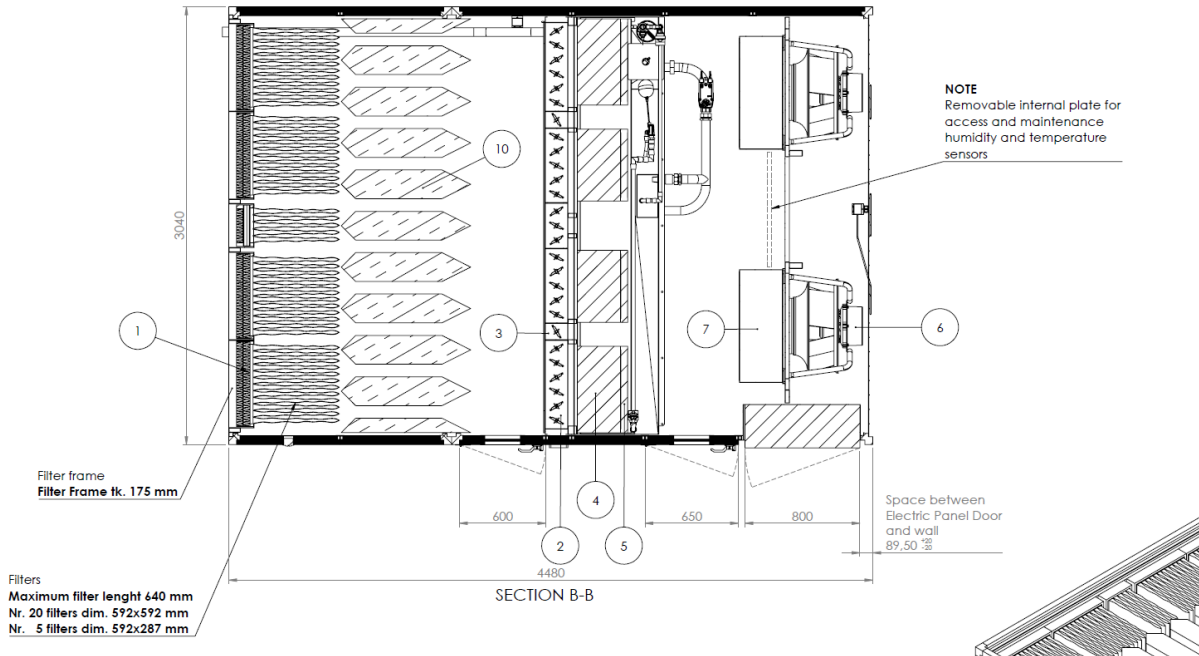 3040
10
NOTE
Removable internal plate for
access and maintenance
humidity and temperature
sensors
1
3
7
6
Filter frame
Filter Frame tk. 175 mm
4
600
650
800
Space between
Electric Panel Door
and wall
89,50 +20 -20
2
5
4480
SECTION B-B
Filters
Maximum filter lenght 640 mm
Nr. 20 filters dim. 592x592 mm
Nr. 5 filters dim. 592x287 mm